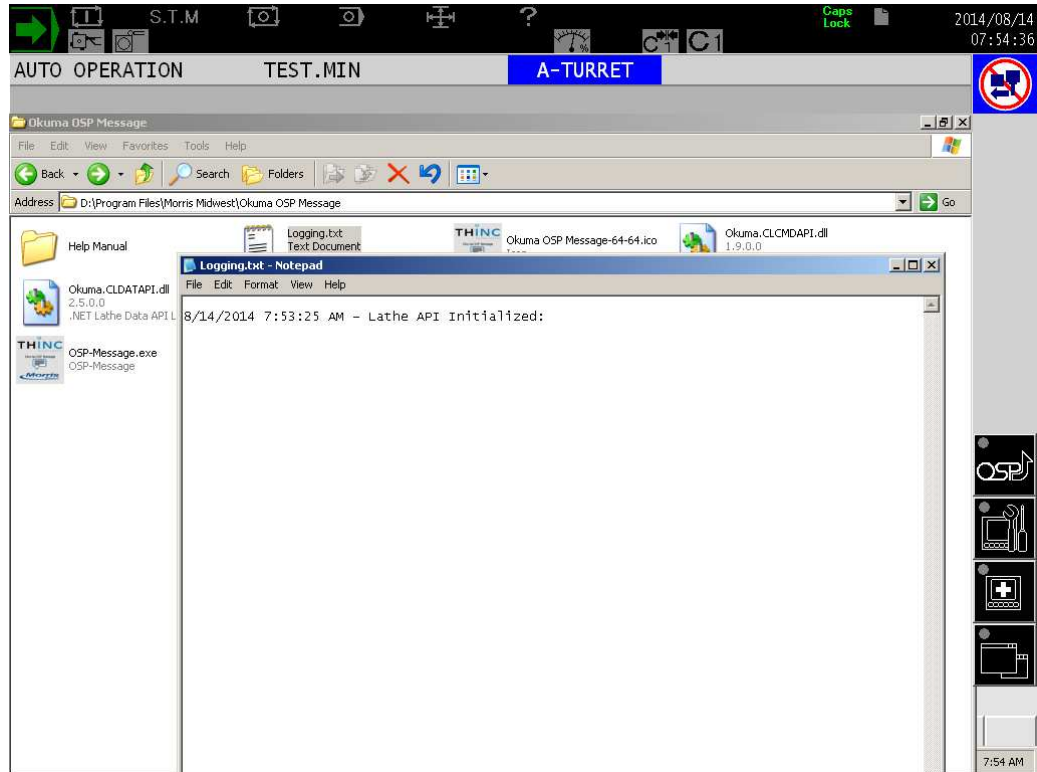 S.T.M
?
Caps
Lock
2014/08/14
07:54:36
C1
AUTO OPERATION
TEST.MIN
A-TURRET
Okuma OSP Message
File Edit View Favorites Tools Help
Back Search Folders
Address D:\Program Files\Morris Midwest\Okuma OSP Message Go
Help Manual
Logging.txt
Text Document
THiNC
Okuma OSP Message-64-64.ico
Okuma.CLCMDAPI.dll
1.9.0.0
Okuma.CLDATAPI.dll
2.5.0.0
.NET Lathe Data API L
THiNC
Morris
OSP-Message.exe
OSP-Message
Logging.txt - Notepad
File Edit Format View Help
8/14/2014 7:53:25 AM - Lathe API Initialized:
OSP
7:54 AM